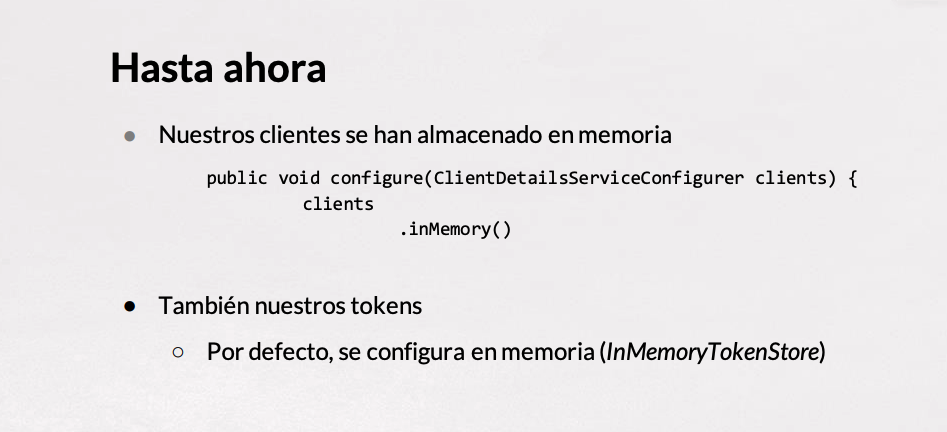 Hasta ahora
● Nuestros clientes se han almacenado en memoria
public void configure(ClientDetailsServiceConfigurer clients) {
clients
.inMemory()
● También nuestros tokens
○ Por defecto, se configura en memoria (InMemoryTokenStore)